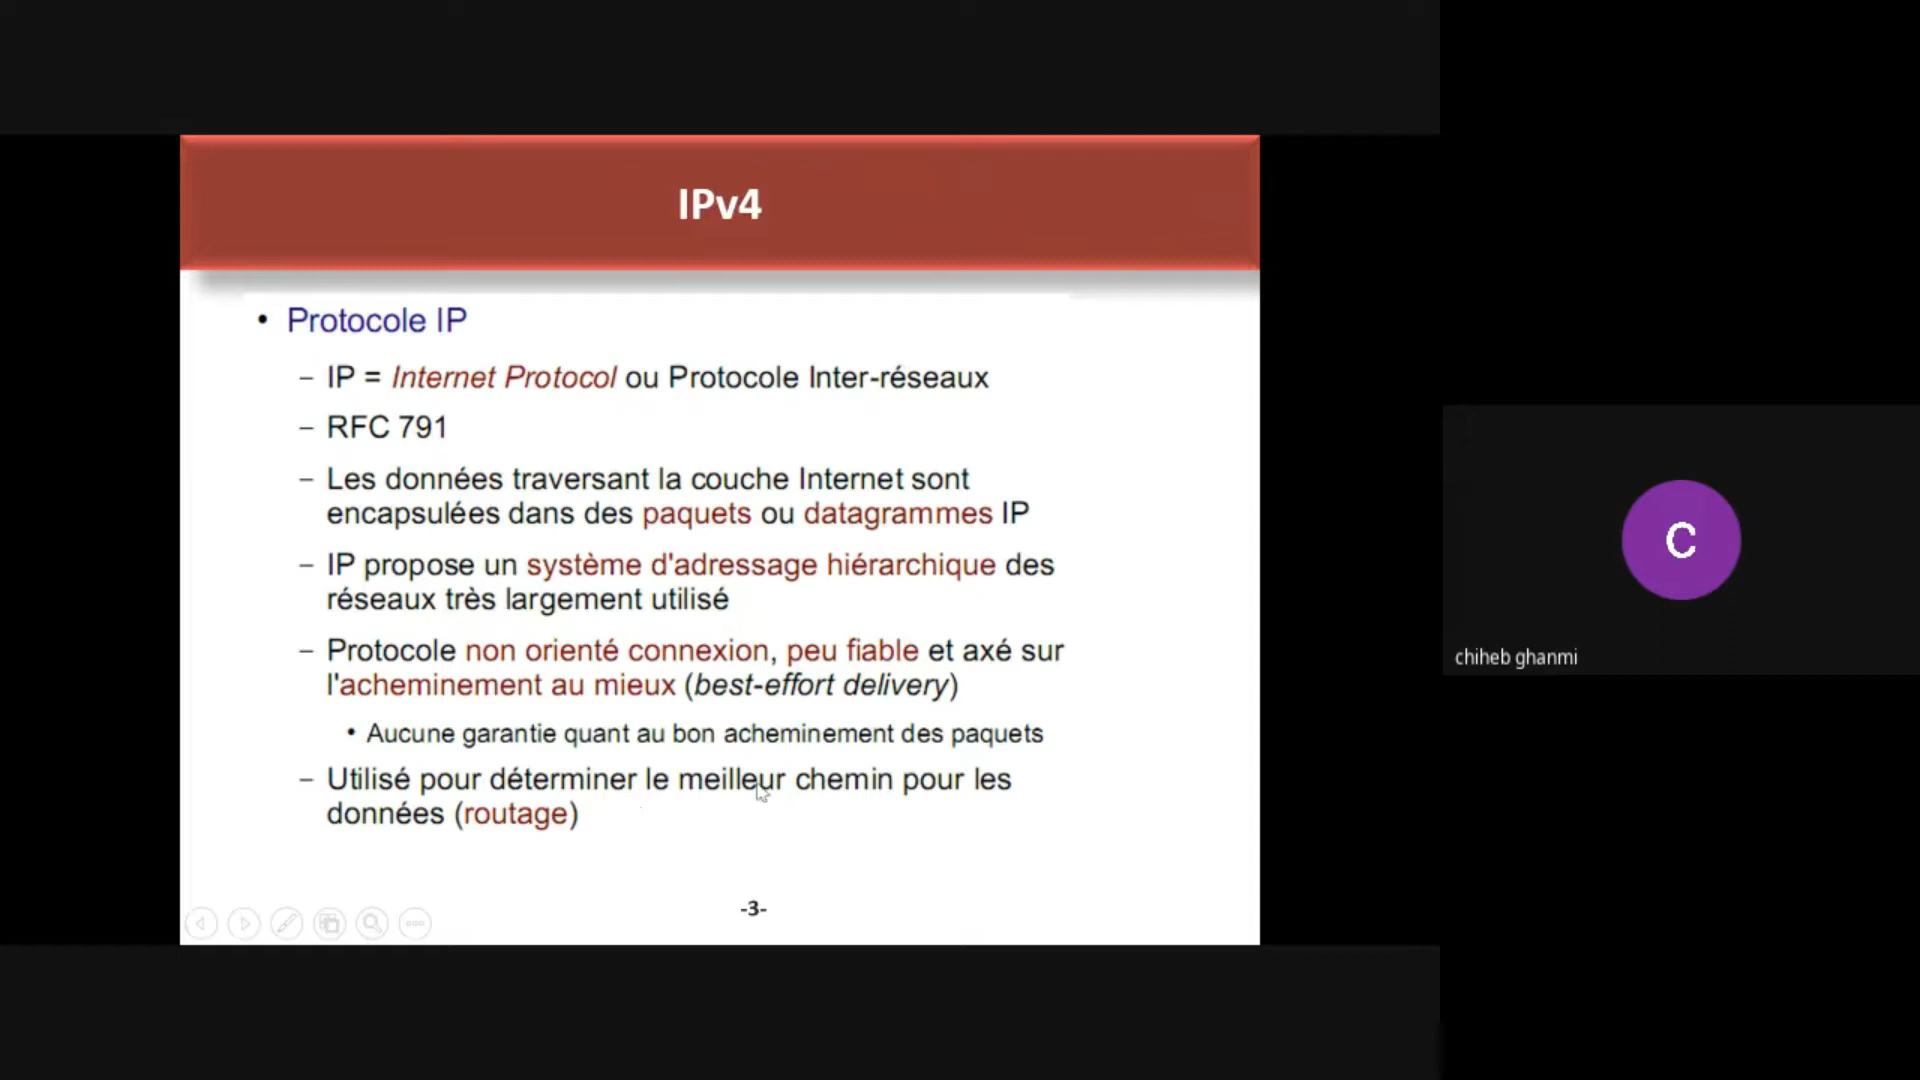 IPv4
• Protocole IP
– IP = Internet Protocol ou Protocole Inter-réseaux
– RFC 791
– Les données traversant la couche Internet sont
encapsulées dans des paquets ou datagrammes IP
– IP propose un système d'adressage hiérarchique des
réseaux très largement utilisé
– Protocole non orienté connexion, peu fiable et axé sur
l'acheminement au mieux (best-effort delivery)
• Aucune garantie quant au bon acheminement des paquets
– Utilisé pour déterminer le meilleur chemin pour les
données (routage)
-3-
C
chiheb ghanmi